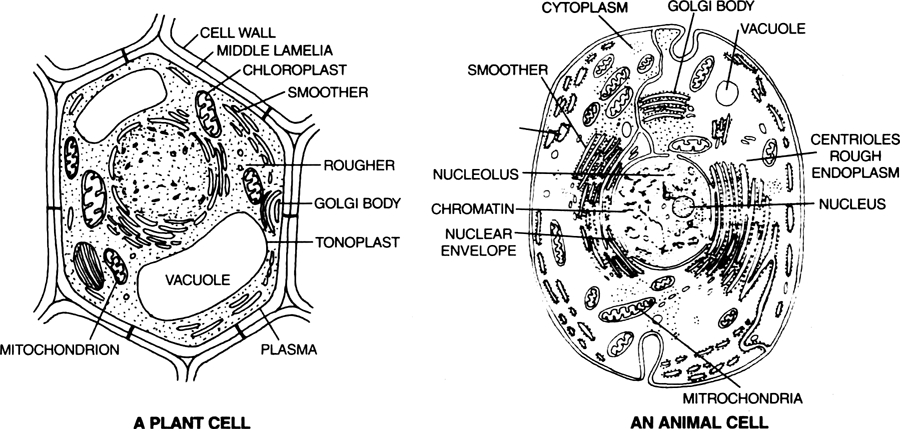 CELL WALL
MIDDLE LAMELIA
CHLOROPLAST
SMOOTHER
ROUGHER
GOLGI BODY
TONOPLAST
VACUOLE
MITOCHONDRION
PLASMA
A PLANT CELL
CYTOPLASM
GOLGI BODY
VACUOLE
SMOOTHER
CENTRIOLES
ROUGH
ENDOPLASM
NUCLEOLUS
CHROMATIN
NUCLEUS
NUCLEAR
ENVELOPE
MITROCHONDRIA
AN ANIMAL CELL